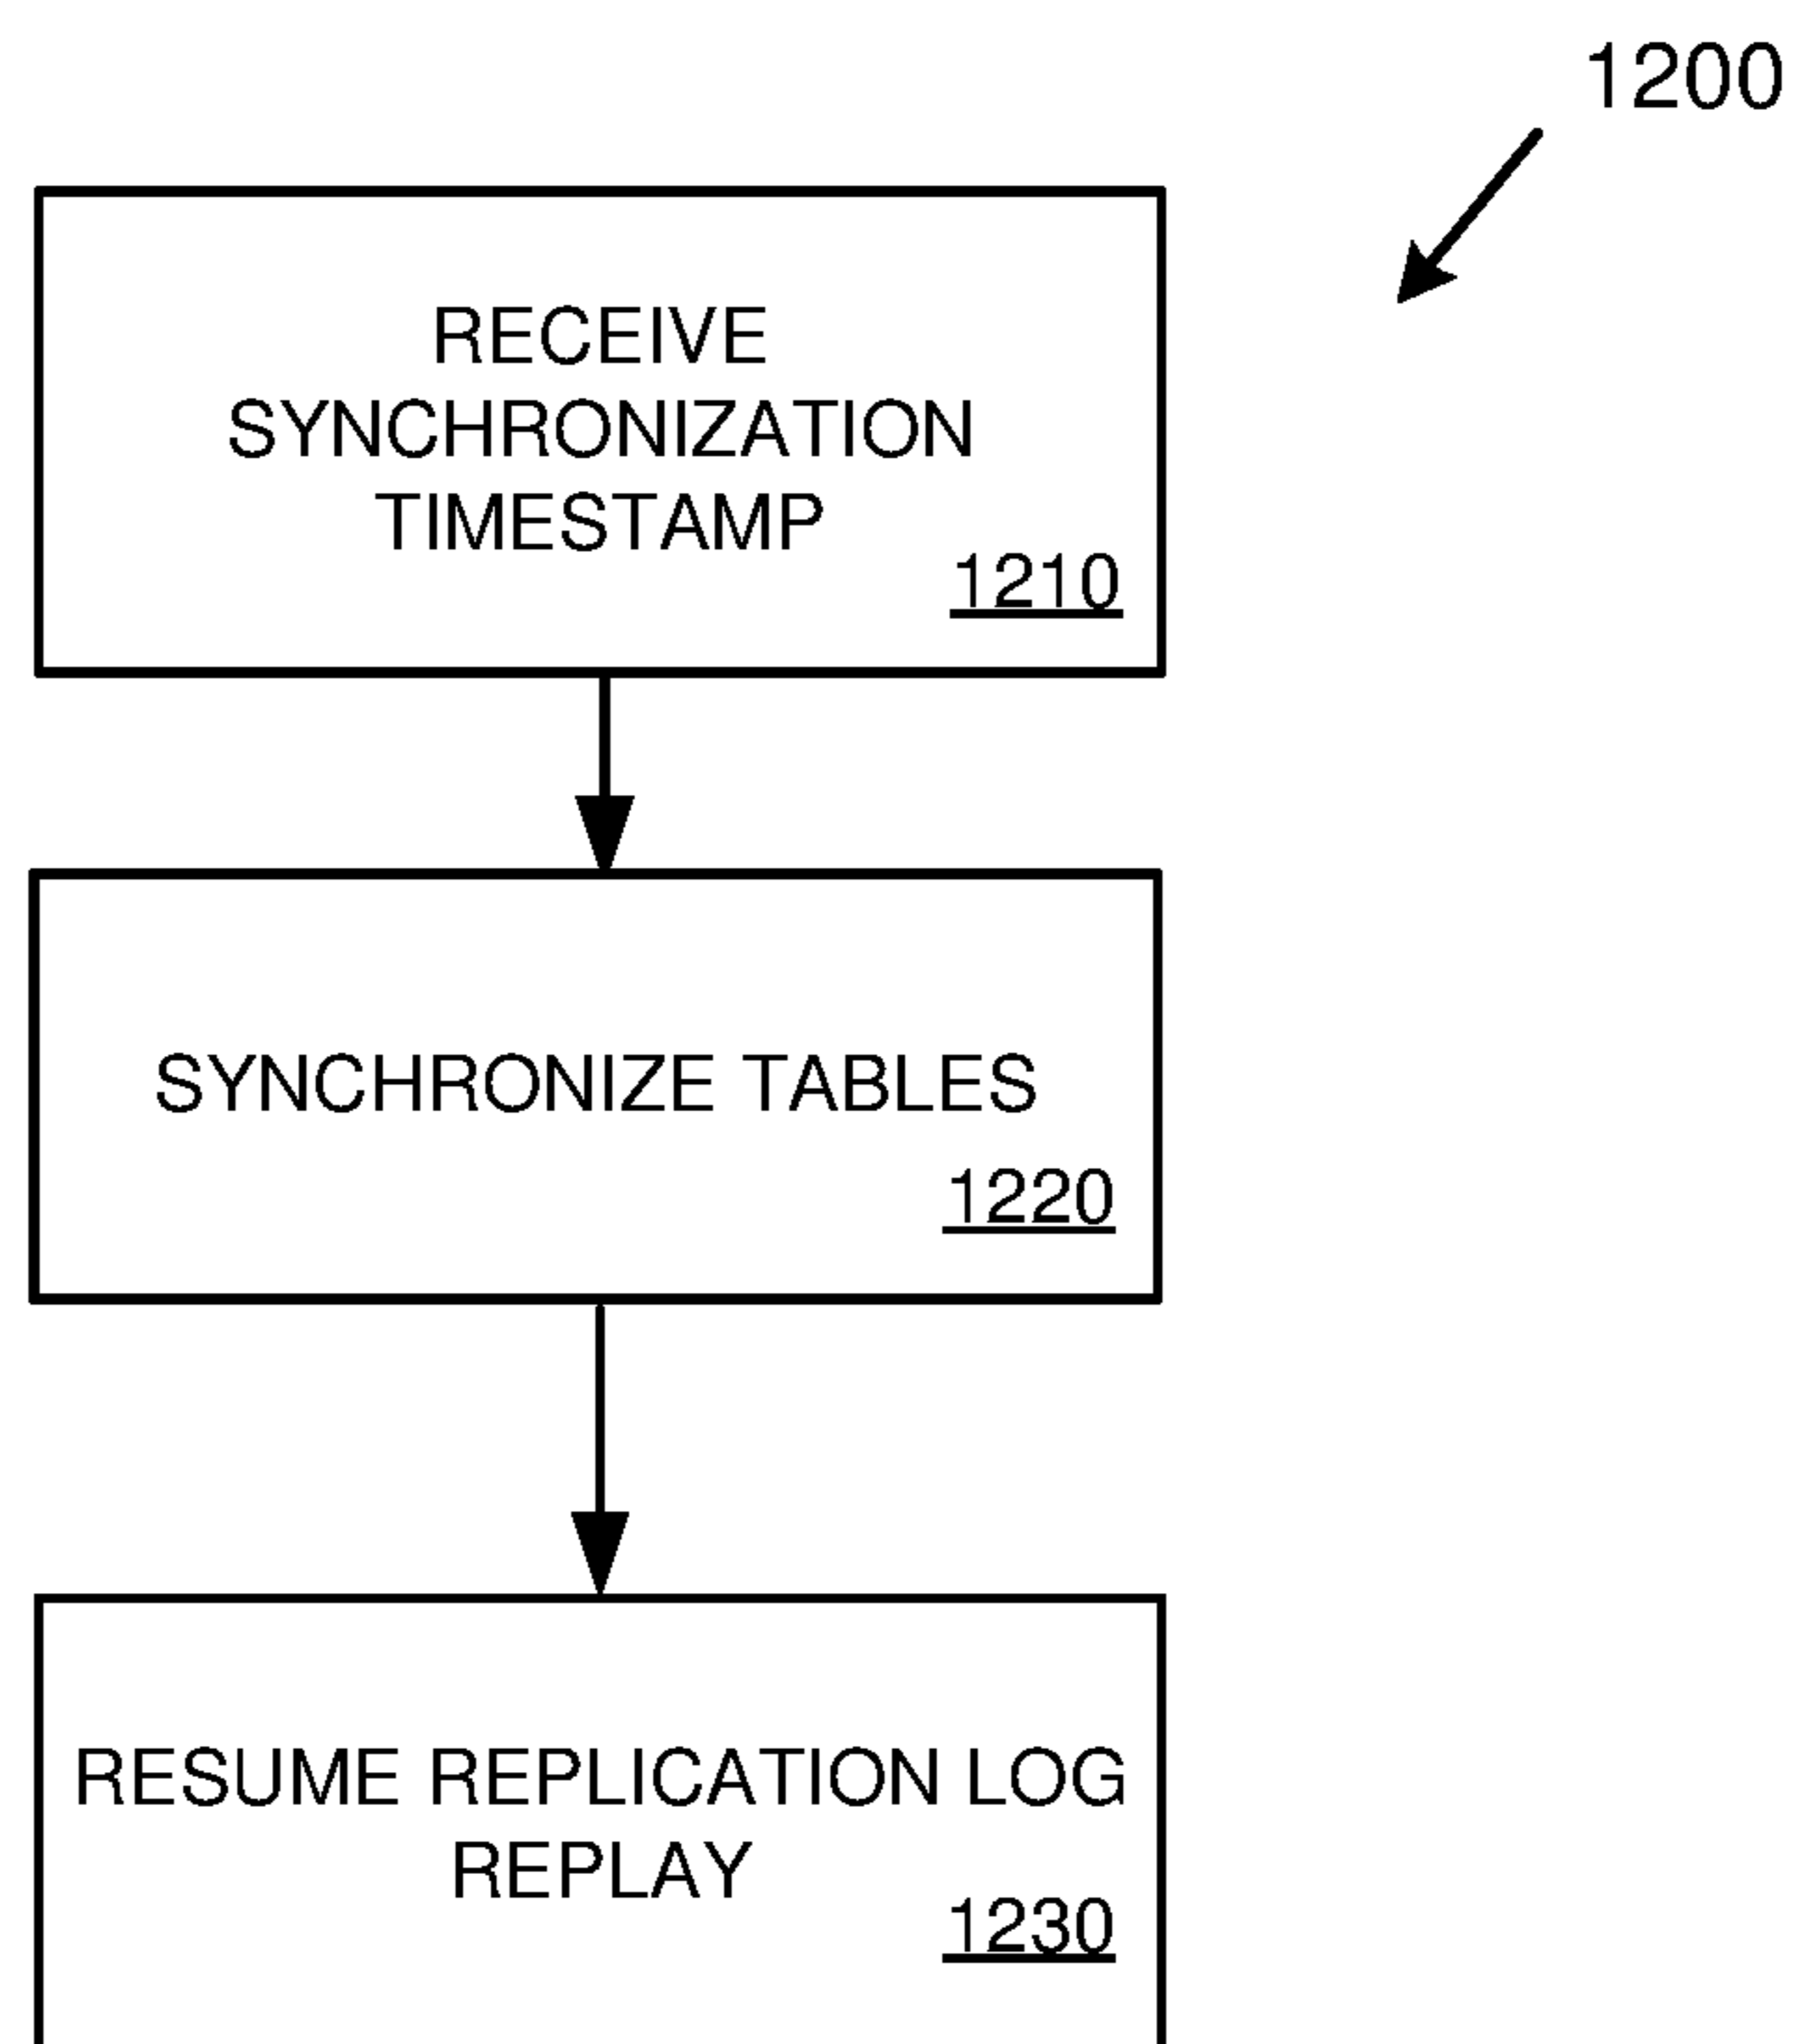 1200
RECEIVE
SYNCHRONIZATION
TIMESTAMP
1210
SYNCHRONIZE TABLES
1220
RESUME REPLICATION LOG
REPLAY
1230